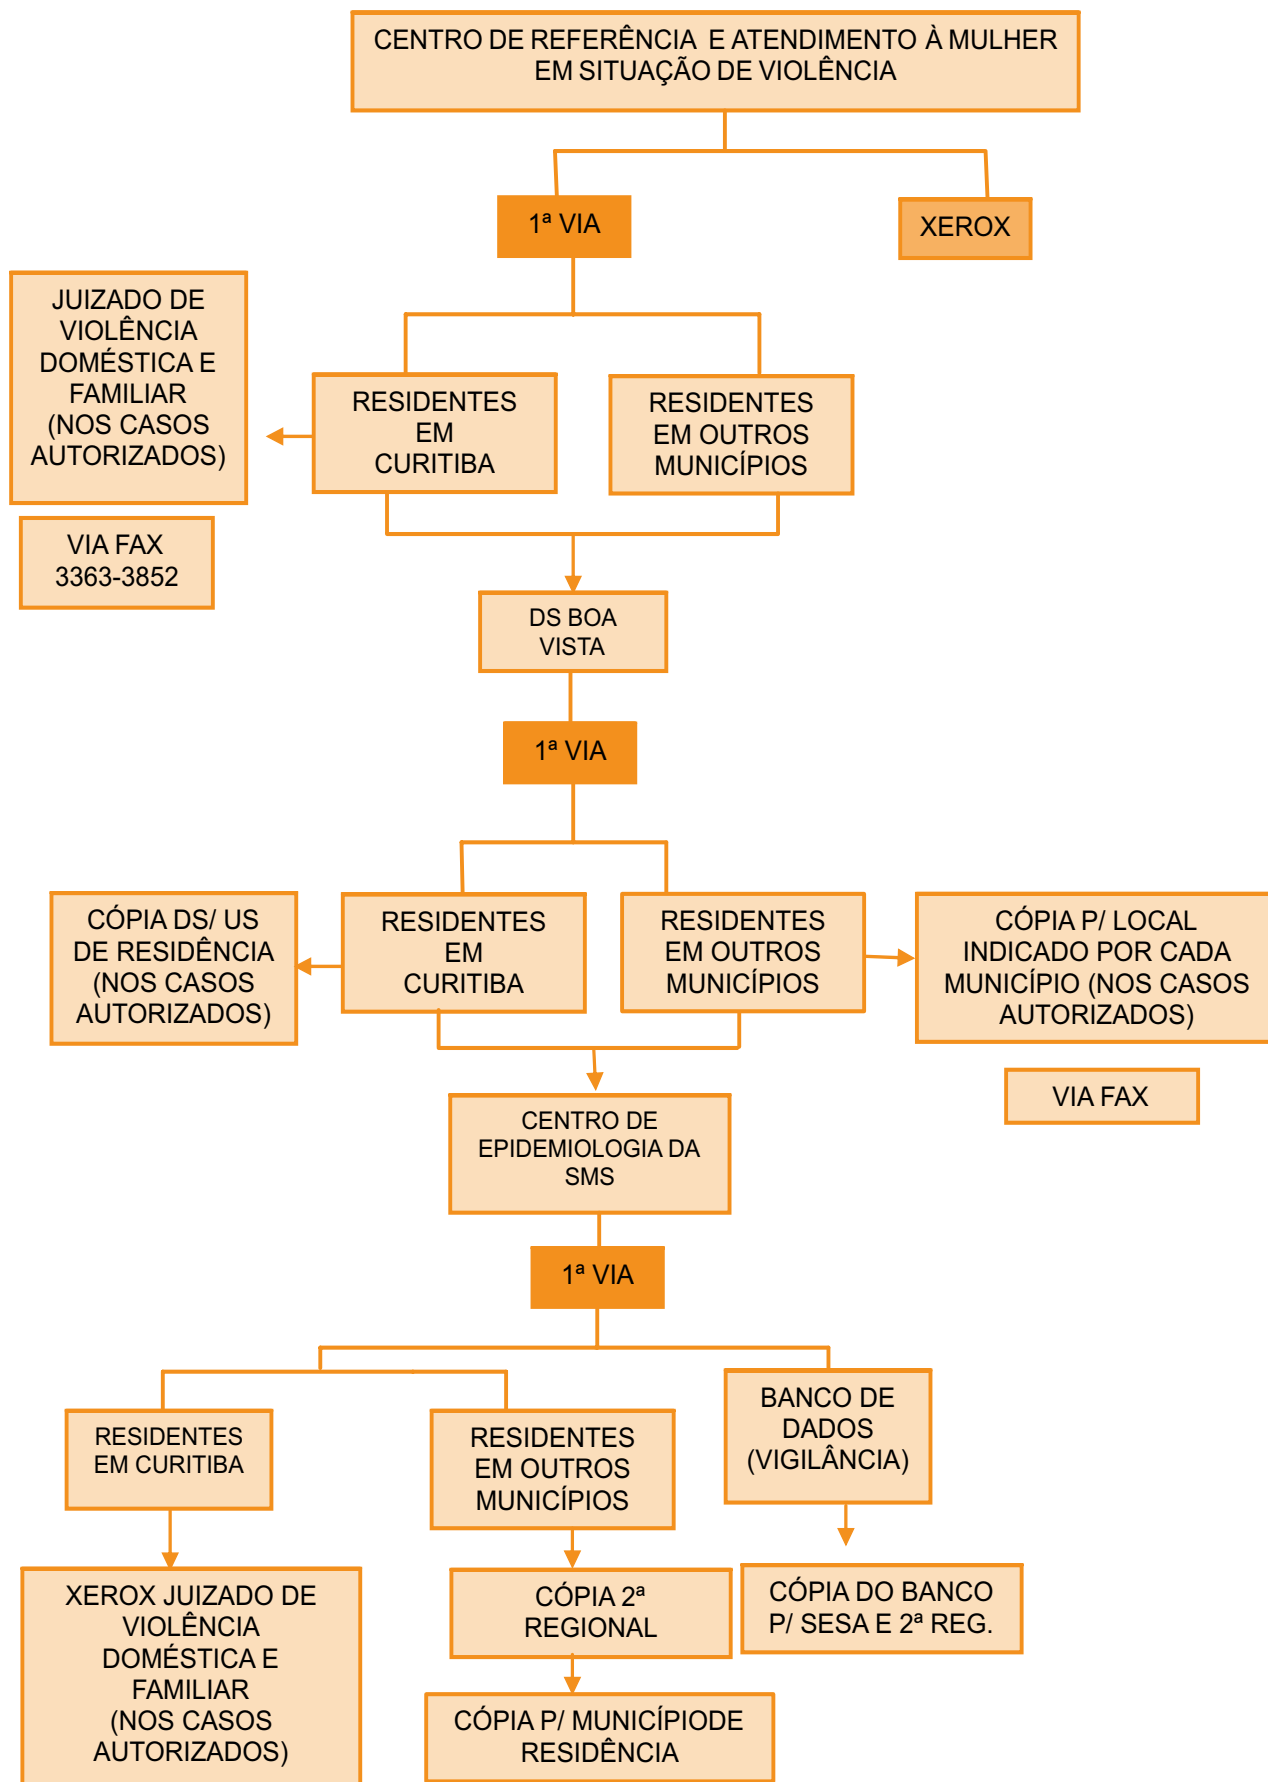 CENTRO DE REFERÊNCIA E ATENDIMENTO À MULHER
EM SITUAÇÃO DE VIOLÊNCIA
1ª VIA
XEROX
JUIZADO DE
VIOLÊNCIA
DOMÉSTICA E
FAMILIAR
(NOS CASOS
AUTORIZADOS)
RESIDENTES
EM
CURITIBA
RESIDENTES
EM OUTROS
MUNICÍPIOS
VIA FAX
3363-3852
DS BOA
VISTA
1ª VIA
CÓPIA DS/ US
DE RESIDÊNCIA
(NOS CASOS
AUTORIZADOS)
RESIDENTES
EM
CURITIBA
RESIDENTES
EM OUTROS
MUNICÍPIOS
CÓPIA P/ LOCAL
INDICADO POR CADA
MUNICÍPIO (NOS CASOS
AUTORIZADOS)
VIA FAX
CENTRO DE
EPIDEMIOLOGIA DA
SMS
1ª VIA
RESIDENTES
EM CURITIBA
RESIDENTES
EM OUTROS
MUNICÍPIOS
BANCO DE
DADOS
(VIGILÂNCIA)
XEROX JUIZADO DE
VIOLÊNCIA
DOMÉSTICA E
FAMILIAR
(NOS CASOS
AUTORIZADOS)
CÓPIA 2ª
REGIONAL
CÓPIA DO BANCO
P/ SESA E 2ª REG.
CÓPIA P/ MUNICÍPIODE
RESIDÊNCIA